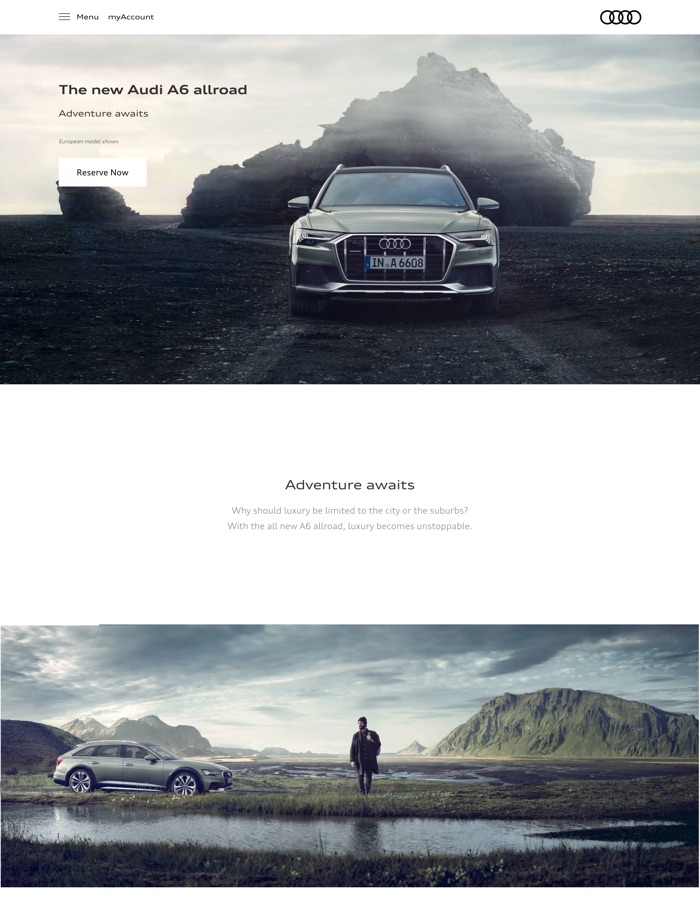 Menu myAccount
The new Audi A6 allroad
Adventure awaits
European model shown
Reserve Now
IN A 6608
Adventure awaits
Why should luxury be limited to the city or the suburbs?
With the all new A6 allroad, luxury becomes unstoppable.